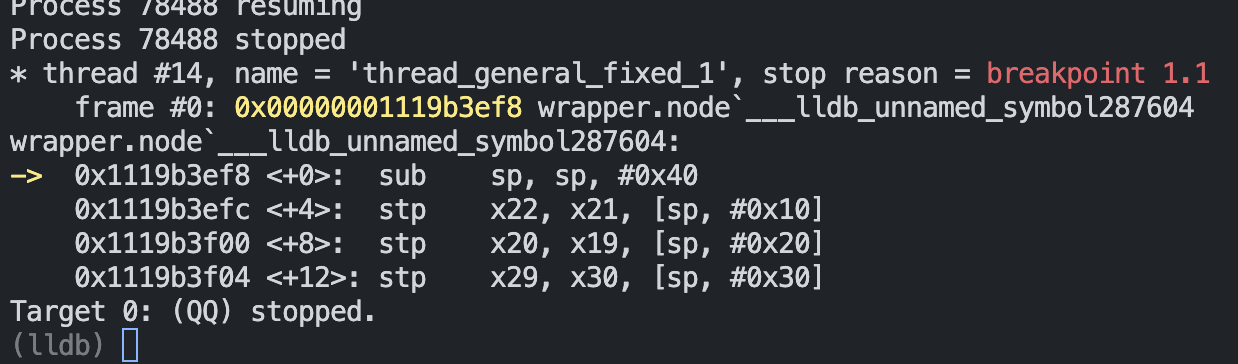 Process 78488 resuming
Process 78488 stopped
* thread #14, name = 'thread_general_fixed_1', stop reason = breakpoint 1.1
    frame #0: 0x00000001119b3ef8 wrapper.node`___lldb_unnamed_symbol287604
wrapper.node`___lldb_unnamed_symbol287604:
->  0x1119b3ef8 <+0>:  sub    sp, sp, #0x40
    0x1119b3efc <+4>:  stp    x22, x21, [sp, #0x10]
    0x1119b3f00 <+8>:  stp    x20, x19, [sp, #0x20]
    0x1119b3f04 <+12>: stp    x29, x30, [sp, #0x30]
Target 0: (QQ) stopped.
(lldb)